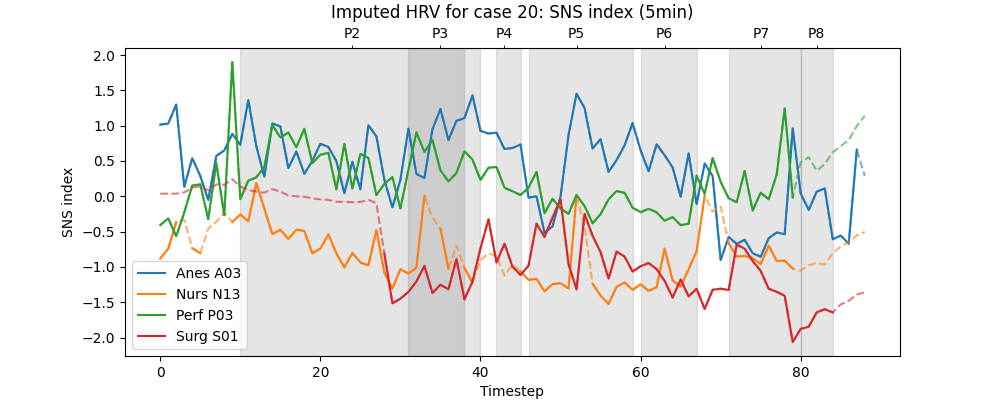 Imputed HRV for case 20: SNS index (5min)
P2 P3 P4 P5 P6 P7 P8
2.0
1.5
1.0
0.5
0.0
−0.5
−1.0
−1.5
−2.0
SNS index
Anes A03
Nurs N13
Perf P03
Surg S01
0 20 40 60 80
Timestep